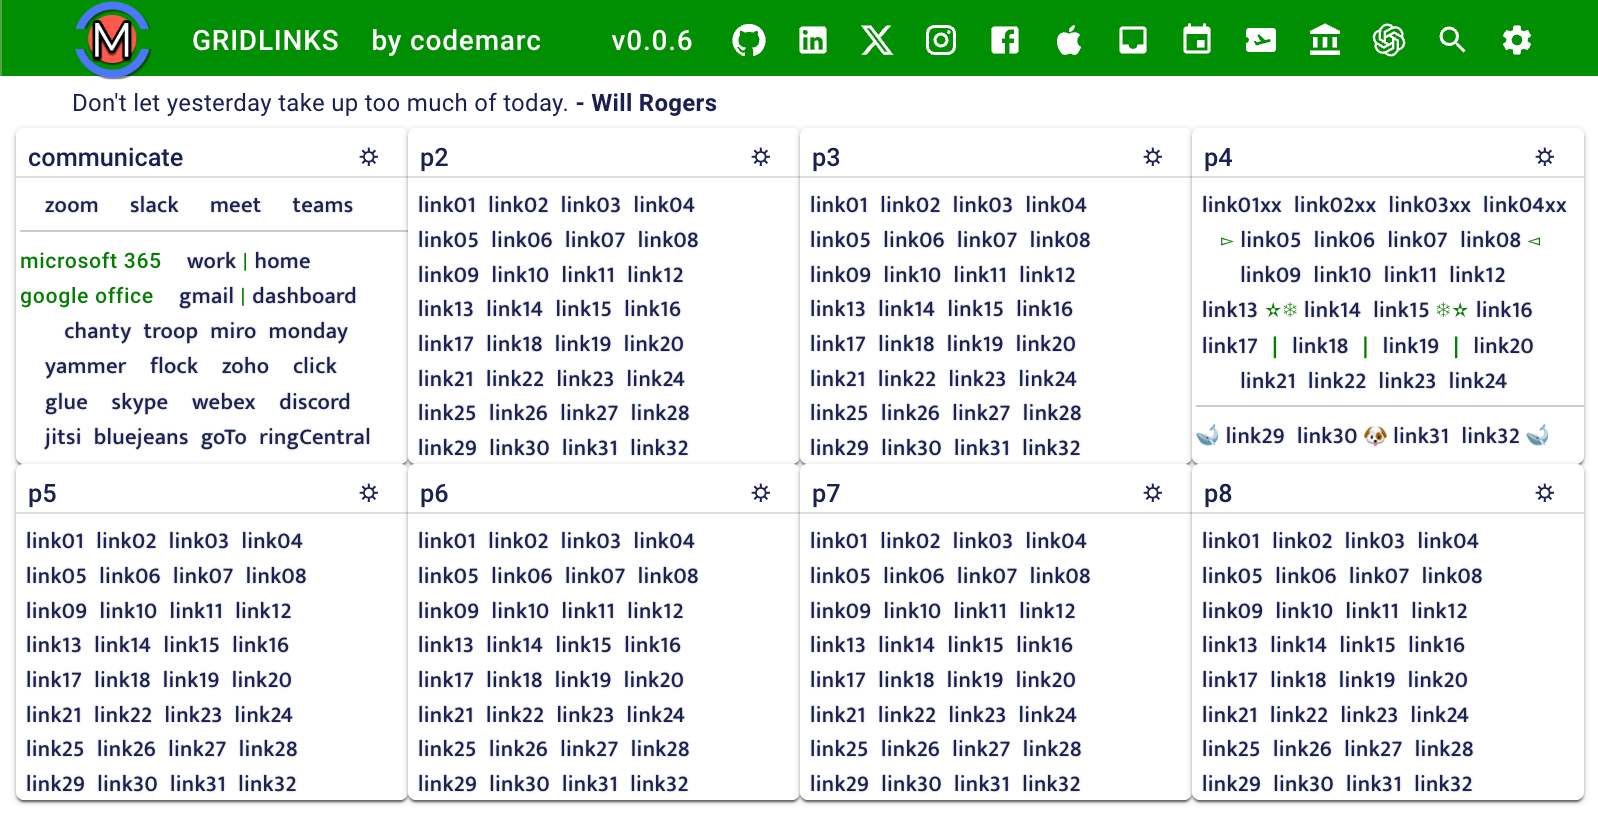 M GRIDLINKS by codemarc v0.0.6
Don't let yesterday take up too much of today. - Will Rogers
communicate
zoom slack meet teams
microsoft 365 work | home
google office gmail | dashboard
chanty troop miro monday
yammer flock zoho click
glue skype webex discord
jitsi bluejeans goTo ringCentral
p2
link01 link02 link03 link04
link05 link06 link07 link08
link09 link10 link11 link12
link13 link14 link15 link16
link17 link18 link19 link20
link21 link22 link23 link24
link25 link26 link27 link28
link29 link30 link31 link32
p3
link01 link02 link03 link04
link05 link06 link07 link08
link09 link10 link11 link12
link13 link14 link15 link16
link17 link18 link19 link20
link21 link22 link23 link24
link25 link26 link27 link28
link29 link30 link31 link32
p4
link01xx link02xx link03xx link04xx
▻ link05 link06 link07 link08 ◅
link09 link10 link11 link12
link13 ☆❄ link14 link15 ❄☆ link16
link17 | link18 | link19 | link20
link21 link22 link23 link24
🐳 link29 link30 🐶 link31 link32 🐳
p5
link01 link02 link03 link04
link05 link06 link07 link08
link09 link10 link11 link12
link13 link14 link15 link16
link17 link18 link19 link20
link21 link22 link23 link24
link25 link26 link27 link28
link29 link30 link31 link32
p6
link01 link02 link03 link04
link05 link06 link07 link08
link09 link10 link11 link12
link13 link14 link15 link16
link17 link18 link19 link20
link21 link22 link23 link24
link25 link26 link27 link28
link29 link30 link31 link32
p7
link01 link02 link03 link04
link05 link06 link07 link08
link09 link10 link11 link12
link13 link14 link15 link16
link17 link18 link19 link20
link21 link22 link23 link24
link25 link26 link27 link28
link29 link30 link31 link32
p8
link01 link02 link03 link04
link05 link06 link07 link08
link09 link10 link11 link12
link13 link14 link15 link16
link17 link18 link19 link20
link21 link22 link23 link24
link25 link26 link27 link28
link29 link30 link31 link32